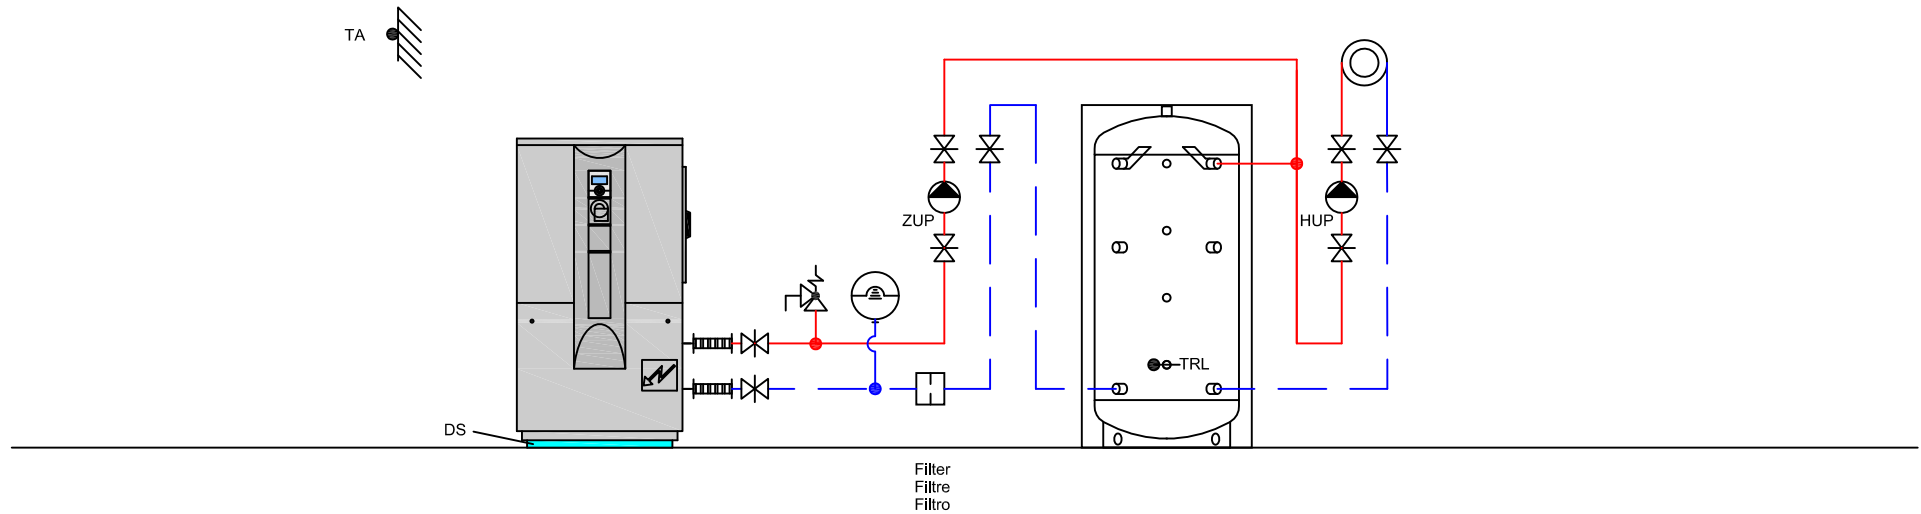 TA
ZUP
HUP
TRL
DS
Filter
Filtre
Filtro